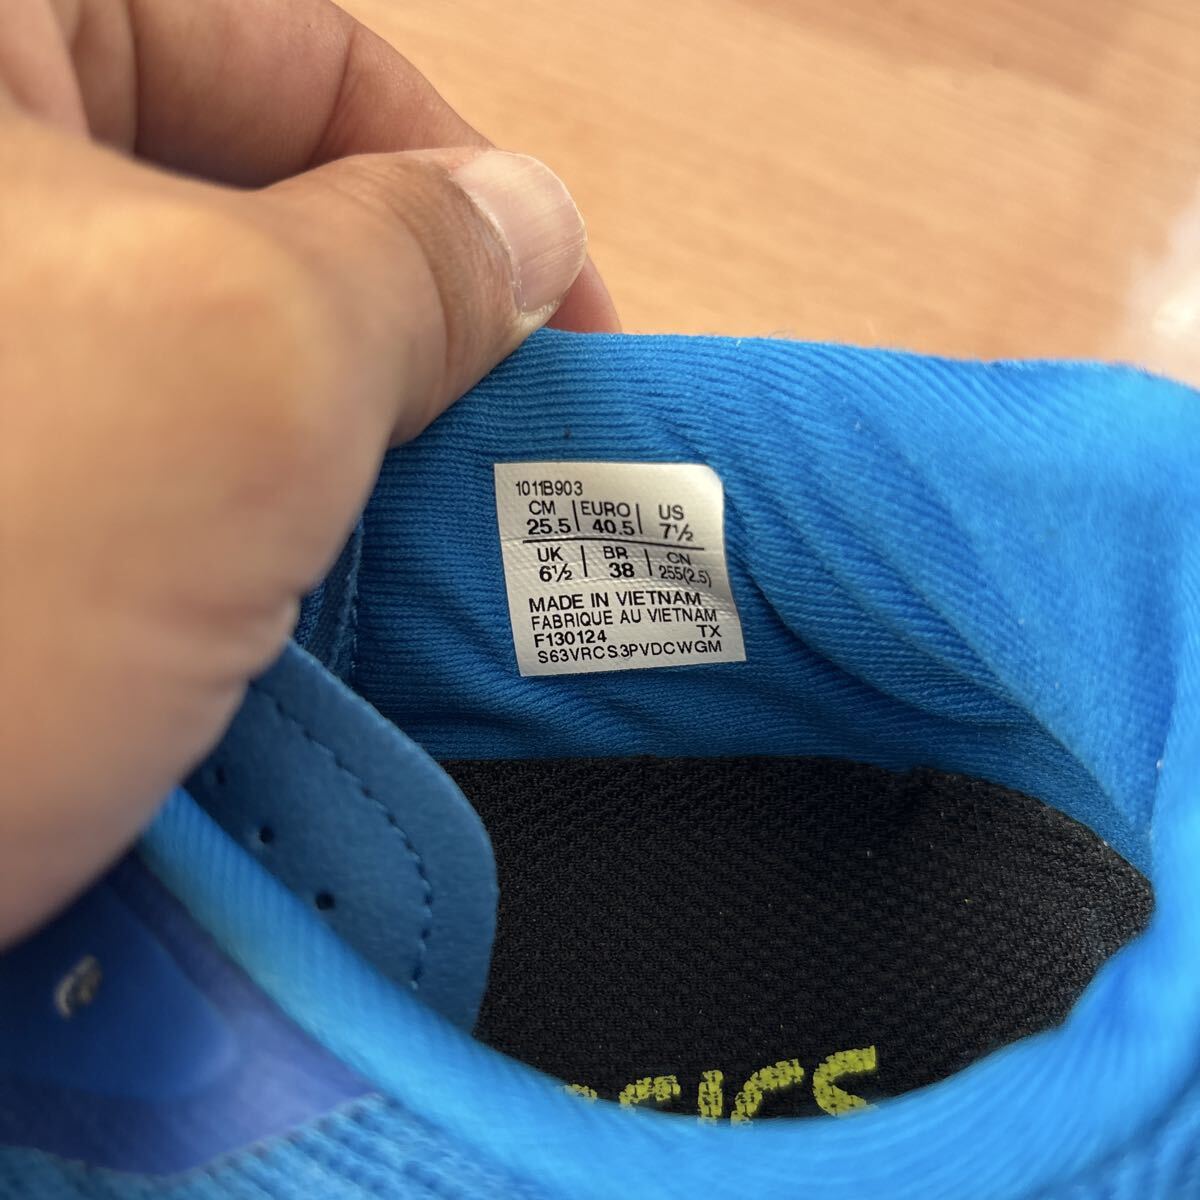 1011B903
CM | EURO | US
25.5 | 40.5 | 7½
UK | BR | CN
6½ | 38 | 255(2.5)
MADE IN VIETNAM
FABRIQUE AU VIETNAM
F130124 TX
S63VRCS3PVDCWGM
SICS